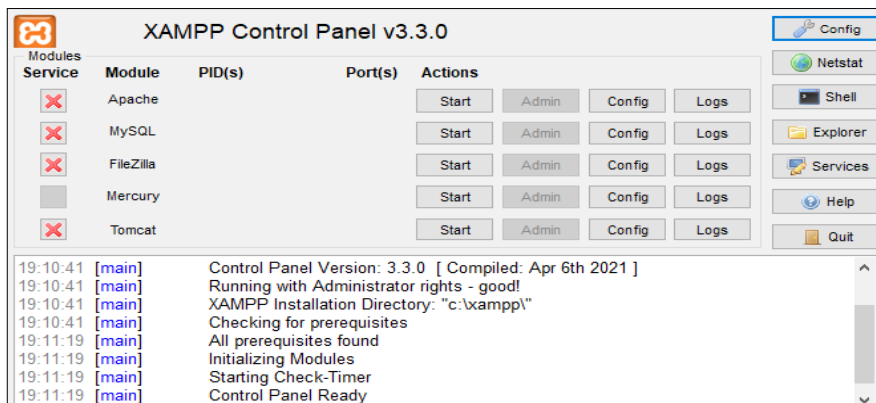 XAMPP Control Panel v3.3.0
Config
Modules
Netstat
Service Module PID(s) Port(s) Actions
Apache Start Admin Config Logs
Shell
MySQL Start Admin Config Logs
Explorer
FileZilla Start Admin Config Logs
Services
Mercury Start Admin Config Logs
Help
Tomcat Start Admin Config Logs
Quit
19:10:41 [main] Control Panel Version: 3.3.0 [ Compiled: Apr 6th 2021 ]
19:10:41 [main] Running with Administrator rights - good!
19:10:41 [main] XAMPP Installation Directory: "c:\xampp\"
19:10:41 [main] Checking for prerequisites
19:11:19 [main] All prerequisites found
19:11:19 [main] Initializing Modules
19:11:19 [main] Starting Check-Timer
19:11:19 [main] Control Panel Ready